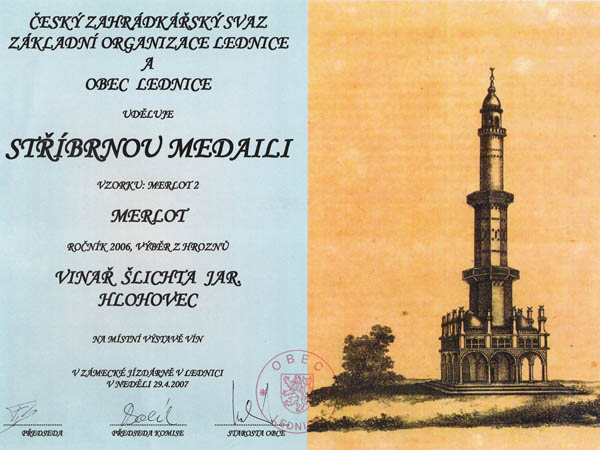 ČESKÝ ZAHRÁDKÁŘSKÝ SVAZ
ZÁKLADNÍ ORGANIZACE LEDNICE
A
OBEC LEDNICE
UDĚLUJE
STŘÍBRNOU MEDAILI
VZORKU: MERLOT 2
MERLOT
ROČNÍK 2006, VÝBĚR Z HROZNŮ
VINAŘ ŠLICHTA JAR.
HLOHOVEC
NA MÍSTNÍ VÝSTAVĚ VÍN
V ZÁMECKÉ JÍZDÁRNĚ V LEDNICI
V NEDĚLI 29.4.2007
PŘEDSEDA
PŘEDSEDA KOMISE
STAROSTA OBCE
OBEC